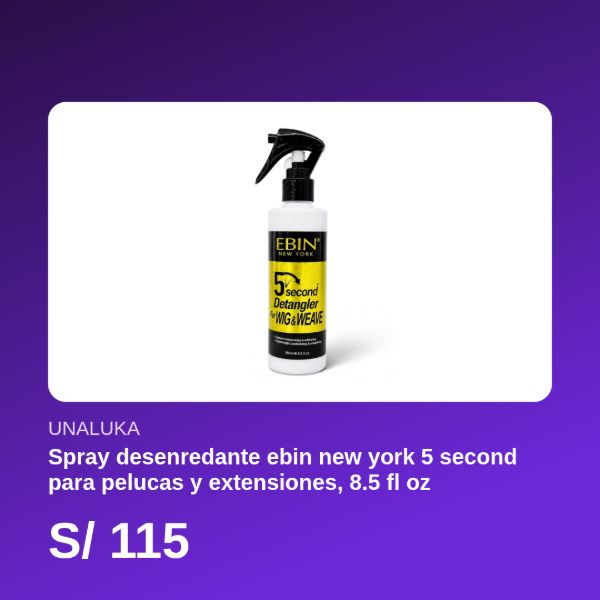 EBIN®
NEW YORK
5 second
Detangler
For WIG & WEAVE
UNALUKA
Spray desenredante ebin new york 5 second
para pelucas y extensiones, 8.5 fl oz
S/ 115